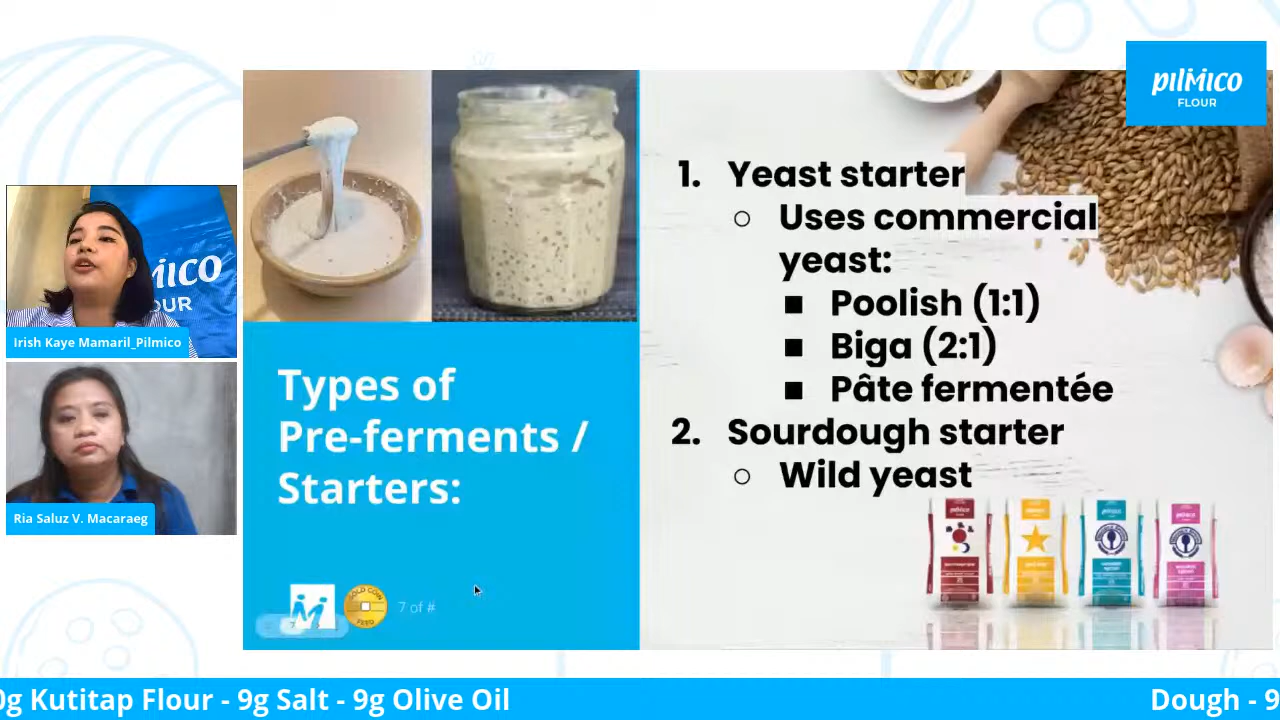 pilmico
FLOUR
1. Yeast starter
Uses commercial
yeast:
Poolish (1:1)
Biga (2:1)
Pâte fermentée
2. Sourdough starter
Wild yeast
Types of
Pre-ferments /
Starters:
7 of #
MICO
OUR
Irish Kaye Mamaril_Pilmico
Ria Saluz V. Macaraeg
0g Kutitap Flour - 9g Salt - 9g Olive Oil
Dough - 9